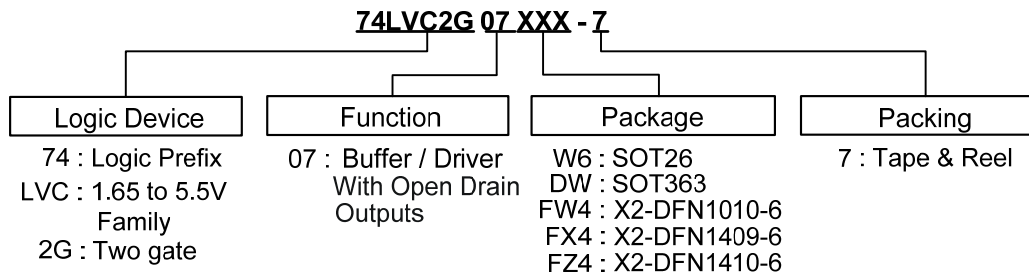 74LVC2G 07 XXX - 7
Logic Device
74 : Logic Prefix
LVC : 1.65 to 5.5V
Family
2G : Two gate
Function
07 : Buffer / Driver
With Open Drain
Outputs
Package
W6 : SOT26
DW : SOT363
FW4 : X2-DFN1010-6
FX4 : X2-DFN1409-6
FZ4 : X2-DFN1410-6
Packing
7 : Tape & Reel